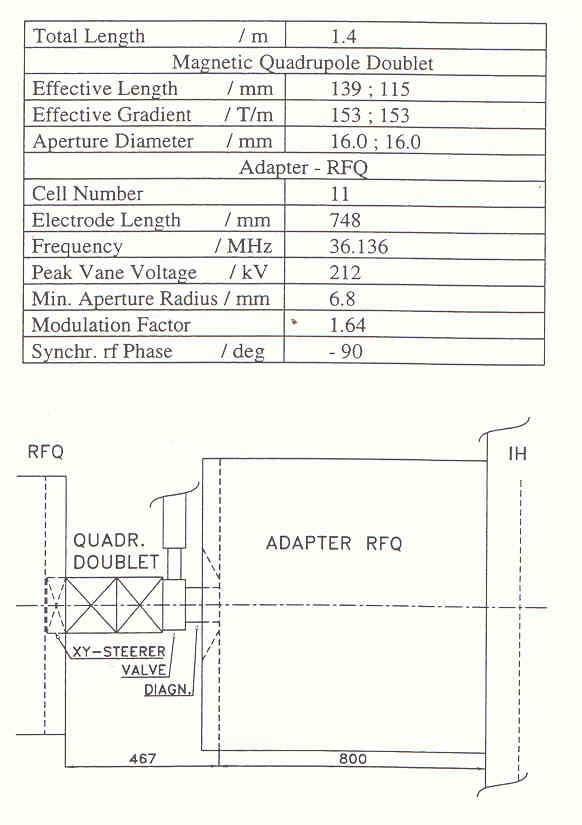 Total Length / m 1.4
Magnetic Quadrupole Doublet
Effective Length / mm 139 ; 115
Effective Gradient / T/m 153 ; 153
Aperture Diameter / mm 16.0 ; 16.0
Adapter - RFQ
Cell Number 11
Electrode Length / mm 748
Frequency / MHz 36.136
Peak Vane Voltage / kV 212
Min. Aperture Radius / mm 6.8
Modulation Factor 1.64
Synchr. rf Phase / deg - 90
RFQ
IH
QUADR.
DOUBLET
ADAPTER RFQ
XY-STEERER
VALVE
DIAGN.
467
800